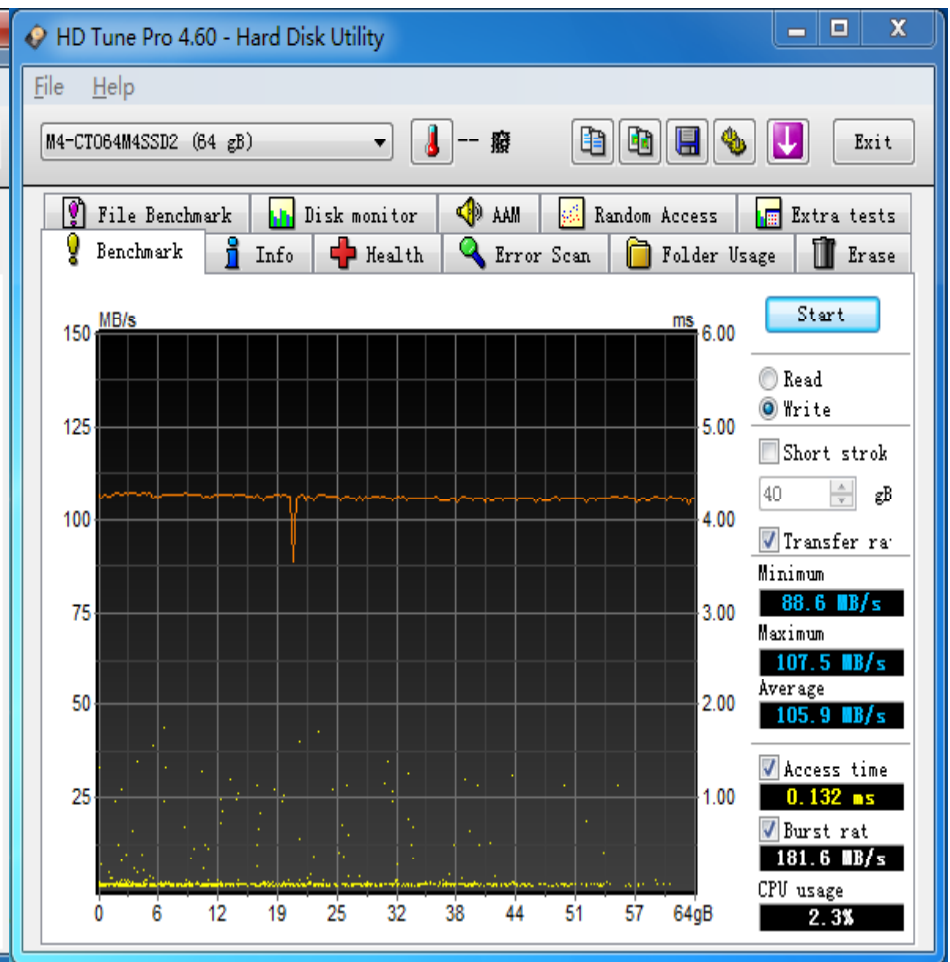 HD Tune Pro 4.60 - Hard Disk Utility
File Help
M4-CT064M4SSD2 (64 gB)
-- 癈
Exit
File Benchmark
Disk monitor
AAM
Random Access
Extra tests
Benchmark
Info
Health
Error Scan
Folder Usage
Erase
MB/s
ms
150
125
100
75
50
25
6.00
5.00
4.00
3.00
2.00
1.00
0 6 12 19 25 32 38 44 51 57 64gB
Start
Read
Write
Short strok
40 gB
Transfer ra
Minimum
88.6 MB/s
Maximum
107.5 MB/s
Average
105.9 MB/s
Access time
0.132 ms
Burst rat
181.6 MB/s
CPU usage
2.3%